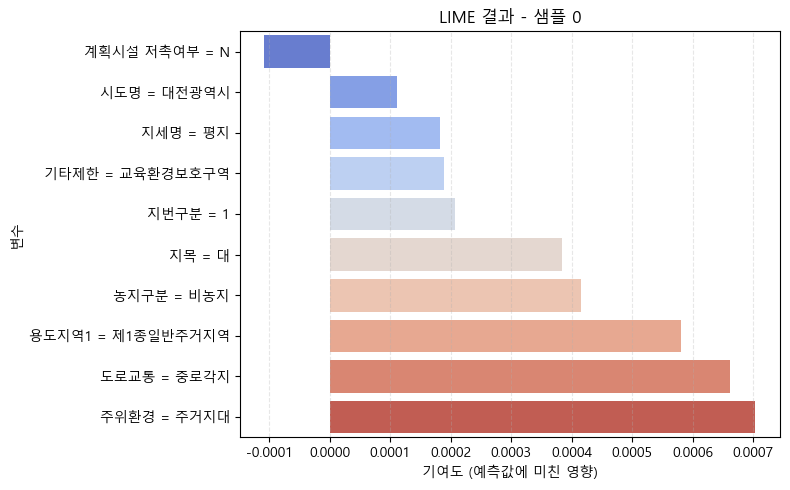 LIME 결과 - 샘플 0
변수
계획시설 저촉여부 = N
시도명 = 대전광역시
지세명 = 평지
기타제한 = 교육환경보호구역
지번구분 = 1
지목 = 대
농지구분 = 비농지
용도지역1 = 제1종일반주거지역
도로교통 = 중로각지
주위환경 = 주거지대
-0.0001 0.0000 0.0001 0.0002 0.0003 0.0004 0.0005 0.0006 0.0007
기여도 (예측값에 미친 영향)